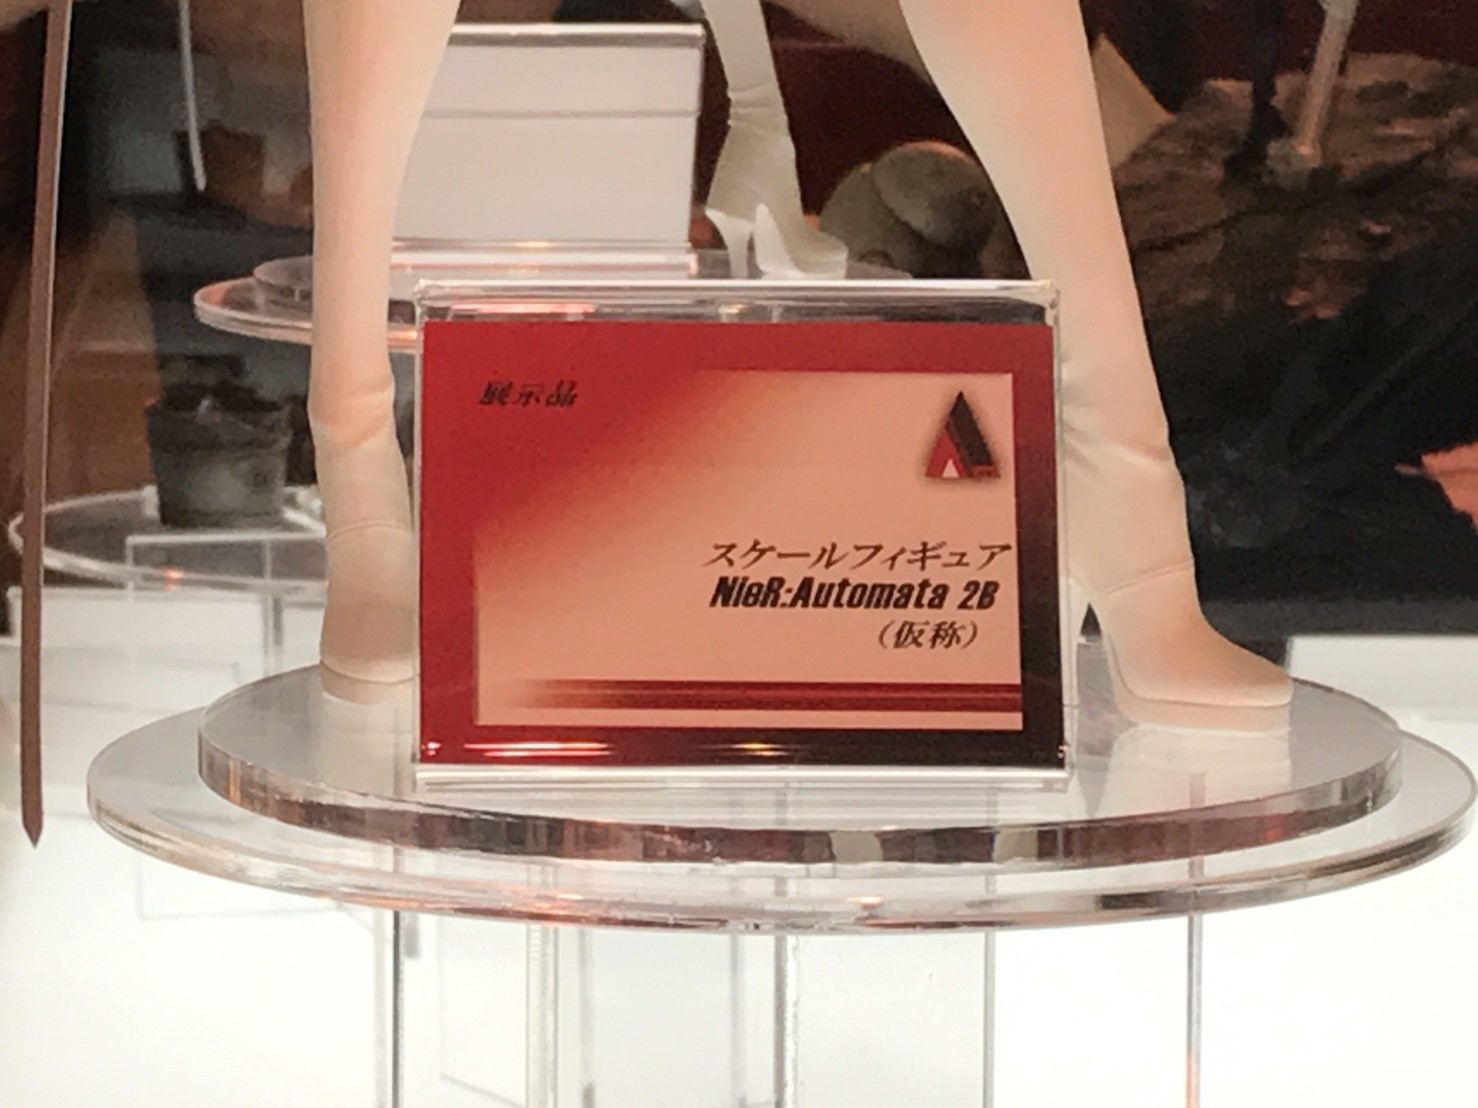 展示品
スケールフィギュア
NieR:Automata 2B
（仮称）